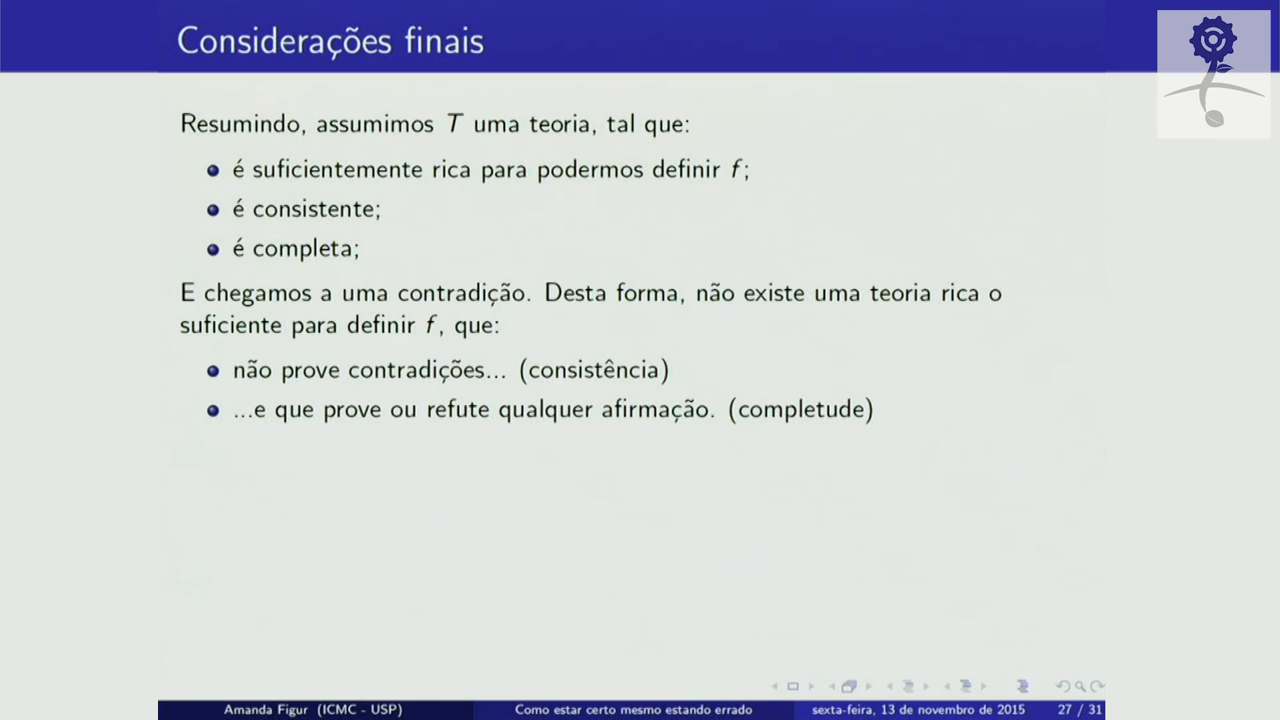 Considerações finais
Resumindo, assumimos T uma teoria, tal que:
é suficientemente rica para podermos definir f;
é consistente;
é completa;
E chegamos a uma contradição. Desta forma, não existe uma teoria rica o
suficiente para definir f, que:
não prove contradições... (consistência)
...e que prove ou refute qualquer afirmação. (completude)
Amanda Figur (ICMC - USP)
Como estar certo mesmo estando errado
sexta-feira, 13 de novembro de 2015
27 / 31